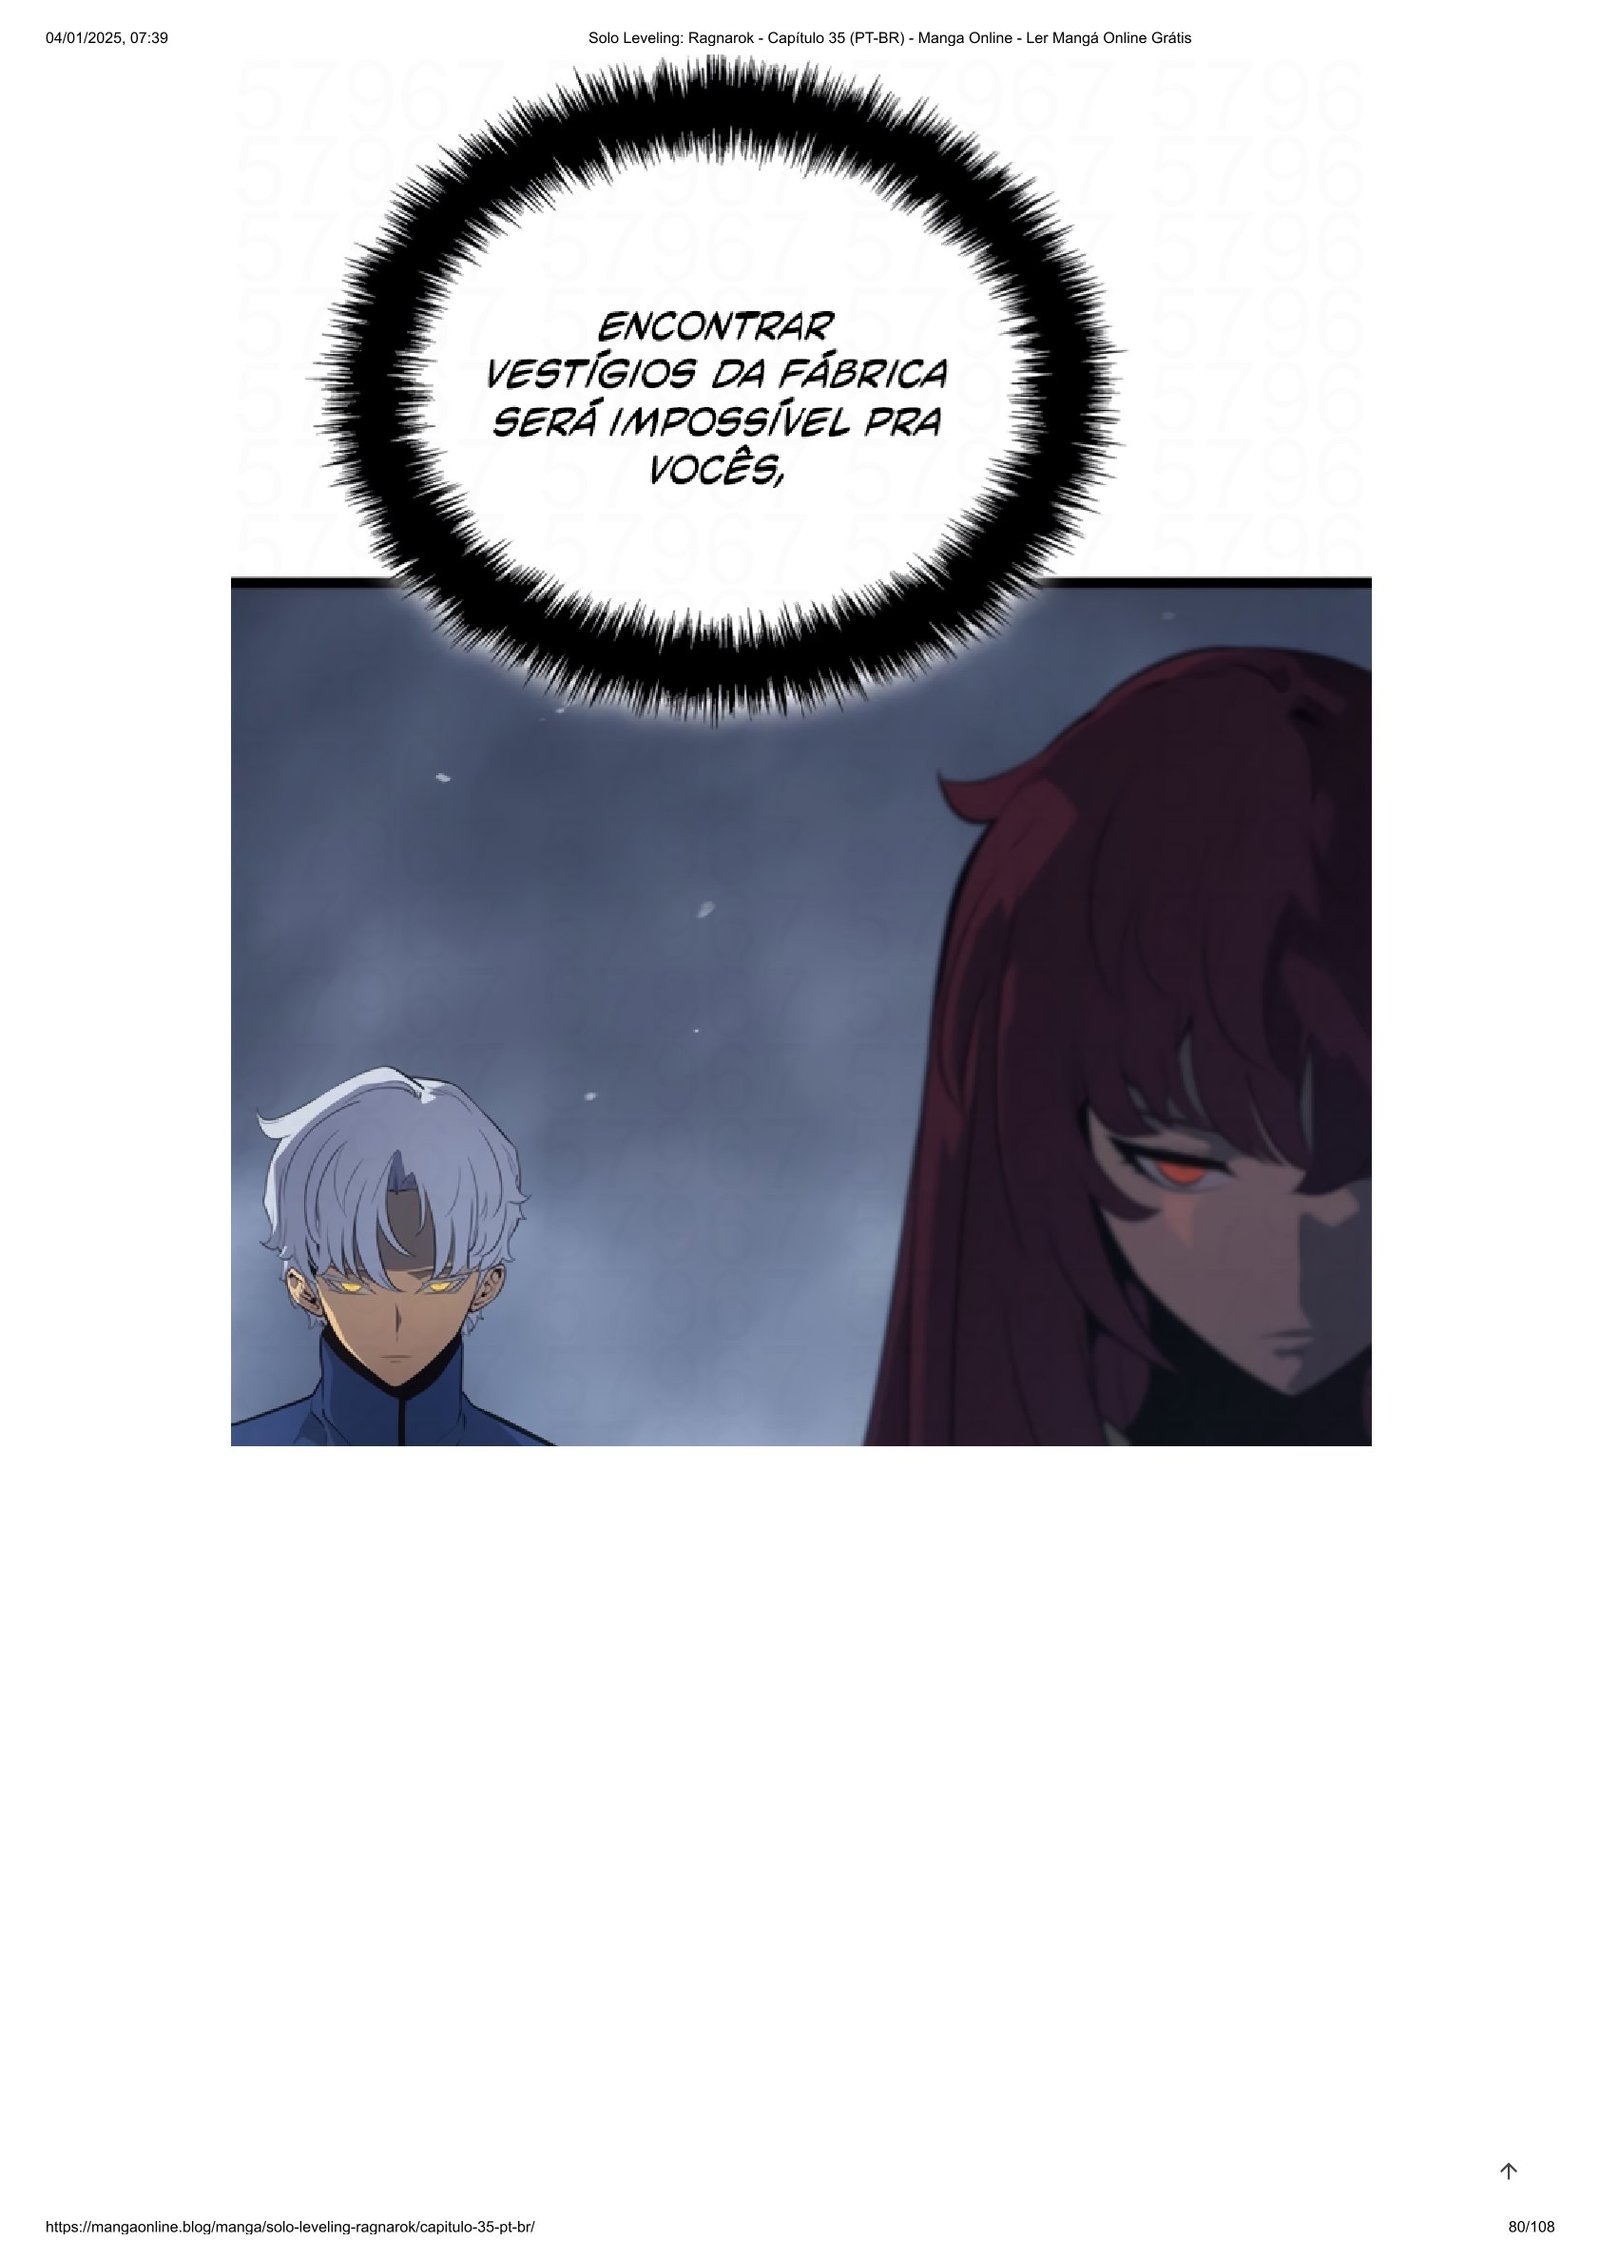 04/01/2025, 07:39
Solo Leveling: Ragnarok - Capítulo 35 (PT-BR) - Manga Online - Ler Mangá Online Grátis
ENCONTRAR
VESTÍGIOS DA FÁBRICA
SERÁ IMPOSSÍVEL PRA
VOCÊS,
https://mangaonline.blog/manga/solo-leveling-ragnarok/capitulo-35-pt-br/
80/108